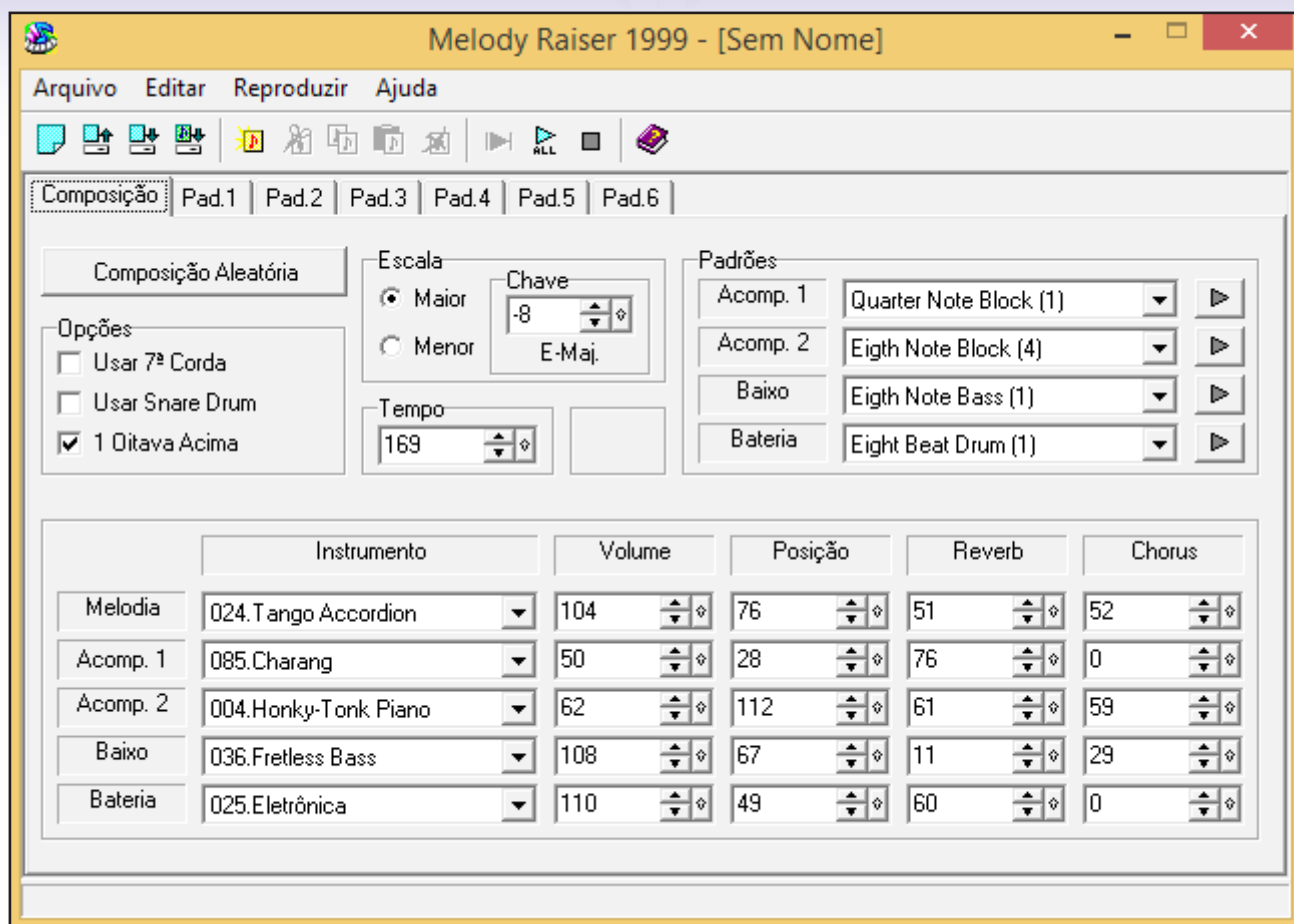 Melody Raiser 1999 - [Sem Nome]
Arquivo Editar Reproduzir Ajuda
ALL
Composição Pad.1 Pad.2 Pad.3 Pad.4 Pad.5 Pad.6
Composição Aleatória
Opções
Usar 7ª Corda
Usar Snare Drum
1 Oitava Acima
Escala
Maior
Menor
Chave
-8
E-Maj.
Tempo
169
Padrões
Acomp. 1 Quarter Note Block (1)
Acomp. 2 Eigth Note Block (4)
Baixo Eigth Note Bass (1)
Bateria Eight Beat Drum (1)
Instrumento Volume Posição Reverb Chorus
Melodia 024.Tango Accordion 104 76 51 52
Acomp. 1 085.Charang 50 28 76 0
Acomp. 2 004.Honky-Tonk Piano 62 112 61 59
Baixo 036.Fretless Bass 108 67 11 29
Bateria 025.Eletrônica 110 49 60 0